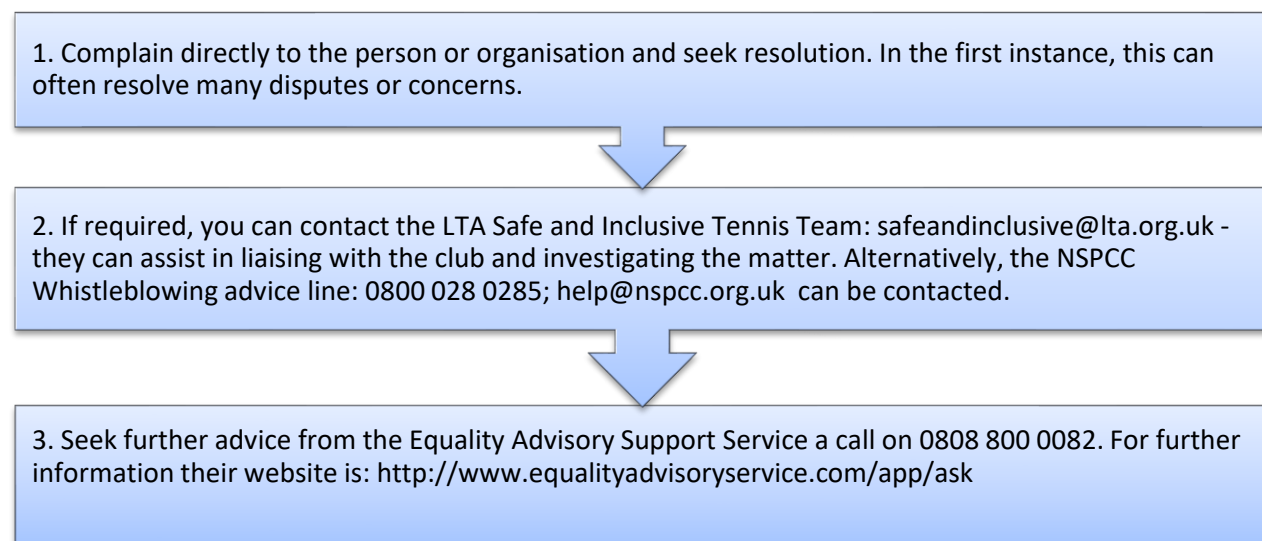 1. Complain directly to the person or organisation and seek resolution. In the first instance, this can
often resolve many disputes or concerns.
2. If required, you can contact the LTA Safe and Inclusive Tennis Team: safeandinclusive@lta.org.uk -
they can assist in liaising with the club and investigating the matter. Alternatively, the NSPCC
Whistleblowing advice line: 0800 028 0285; help@nspcc.org.uk  can be contacted.
3. Seek further advice from the Equality Advisory Support Service a call on 0808 800 0082. For further
information their website is: http://www.equalityadvisoryservice.com/app/ask